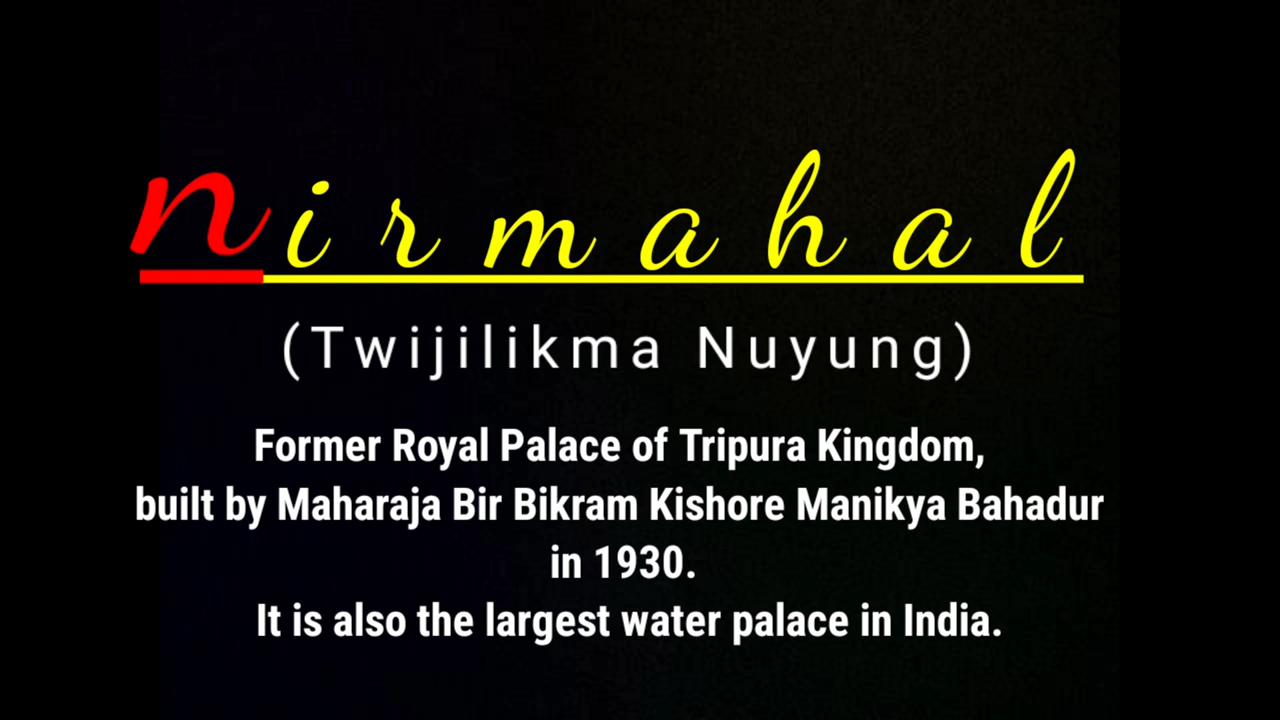 nirmahal
(Twijilikma Nuyung)
Former Royal Palace of Tripura Kingdom,
built by Maharaja Bir Bikram Kishore Manikya Bahadur
in 1930.
It is also the largest water palace in India.